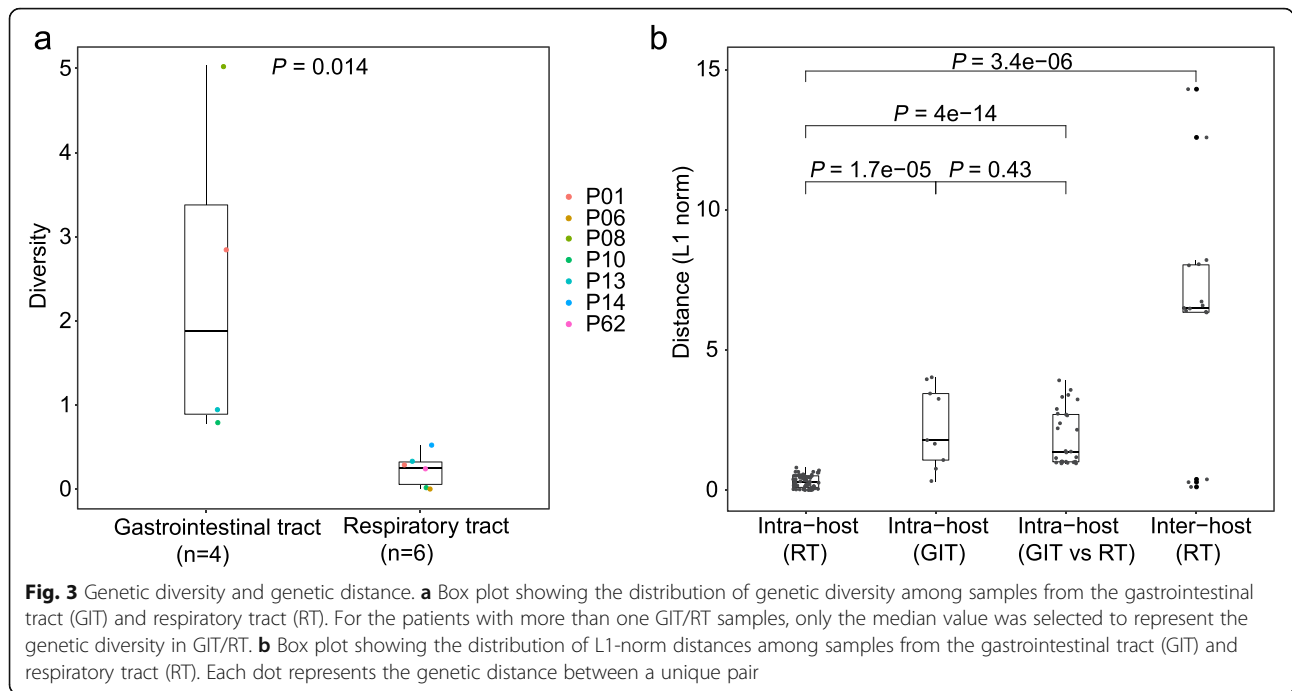 a
P = 0.014
5
4
3
2
1
0
Diversity
Gastrointestinal tract
(n=4)
Respiratory tract
(n=6)
P01
P06
P08
P10
P13
P14
P62
b
15
10
5
0
Distance (L1 norm)
P = 3.4e−06
P = 4e−14
P = 1.7e−05
P = 0.43
Intra−host
(RT)
Intra−host
(GIT)
Intra−host
(GIT vs RT)
Inter−host
(RT)
Fig. 3 Genetic diversity and genetic distance. a Box plot showing the distribution of genetic diversity among samples from the gastrointestinal
tract (GIT) and respiratory tract (RT). For the patients with more than one GIT/RT samples, only the median value was selected to represent the
genetic diversity in GIT/RT. b Box plot showing the distribution of L1-norm distances among samples from the gastrointestinal tract (GIT) and
respiratory tract (RT). Each dot represents the genetic distance between a unique pair